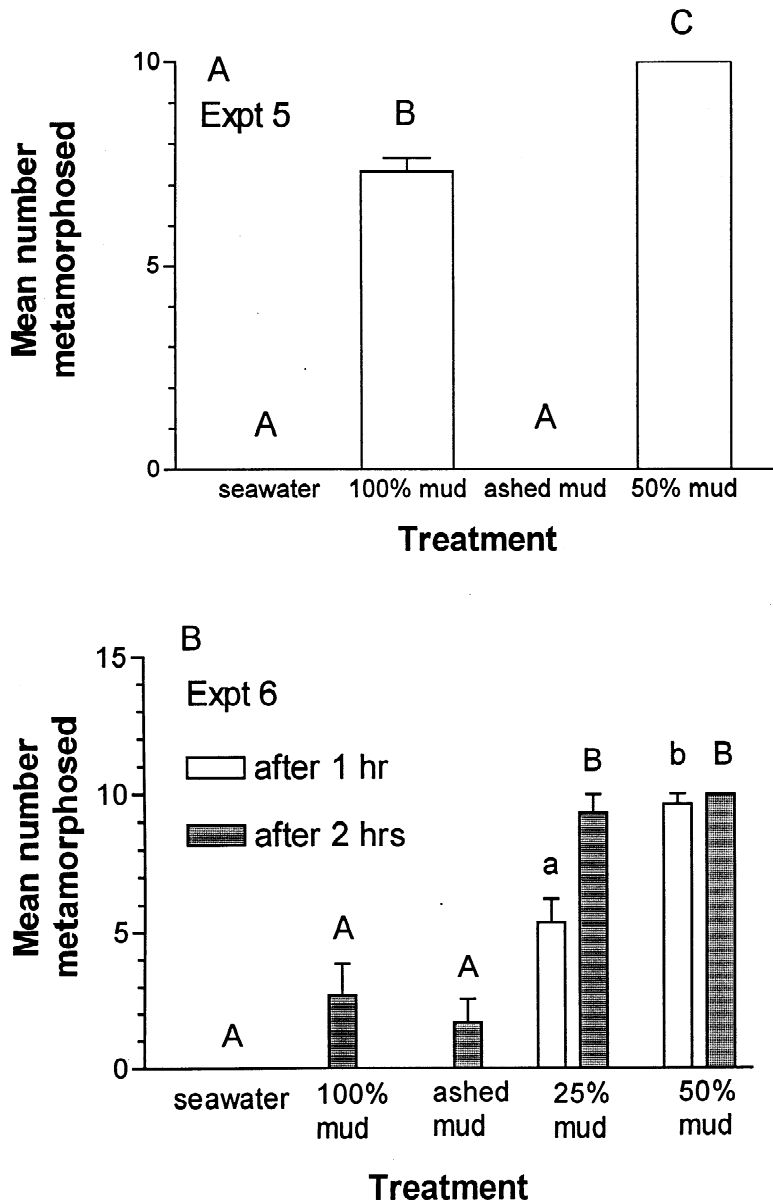 C
10
A
Expt 5
B
Mean number
metamorphosed
5
A
A
0
seawater 100% mud ashed mud 50% mud
Treatment
B
15
Expt 6
after 1 hr
after 2 hrs
B
b B
10
a
Mean number
metamorphosed
A
A
5
A
0
seawater 100% mud ashed mud 25% mud 50% mud
Treatment